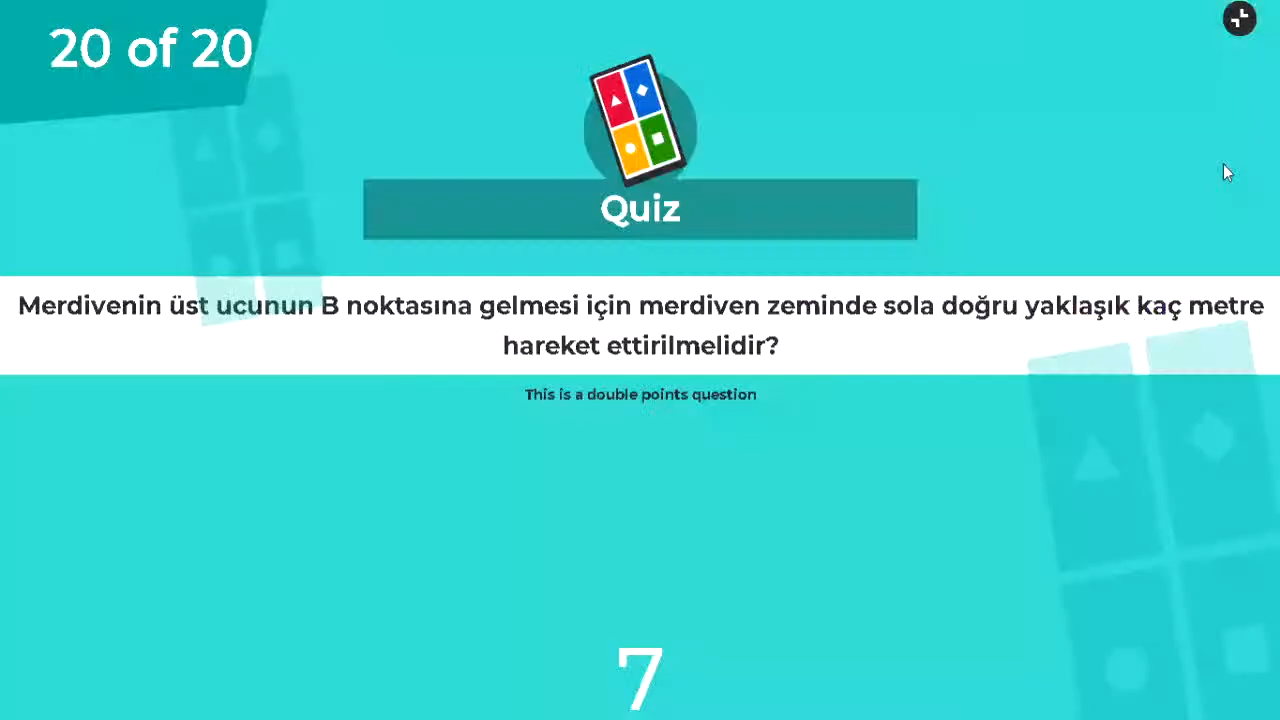 20 of 20
Quiz
Merdivenin üst ucunun B noktasına gelmesi için merdiven zeminde sola doğru yaklaşık kaç metre
hareket ettirilmelidir?
This is a double points question
7